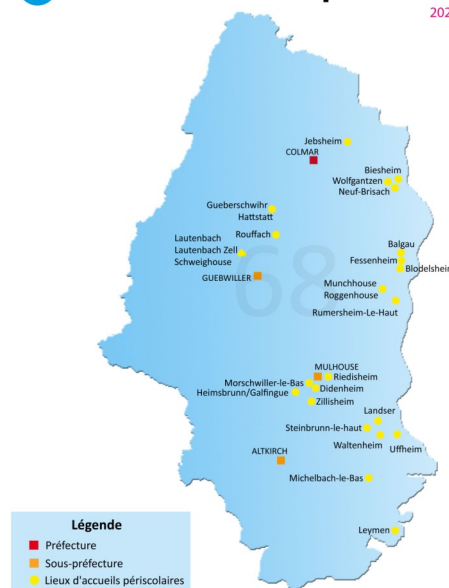 202
Jebsheim
COLMAR
Biesheim
Wolfgantzen
Neuf-Brisach
Gueberschwihr
Hattstatt
Rouffach
Lautenbach
Lautenbach Zell
Schweighouse
GUEBWILLER
68
Balgau
Fessenheim
Blodelsheim
Munchhouse
Roggenhouse
Rumersheim-Le-Haut
MULHOUSE
Riedisheim
Morschwiller-le-Bas
Didenheim
Heimsbrunn/Galfingue
Zillisheim
Landser
Steinbrunn-le-haut
Waltenheim
Uffheim
ALTKIRCH
Michelbach-le-Bas
Leymen
Légende
Préfecture
Sous-préfecture
Lieux d'accueils périscolaires